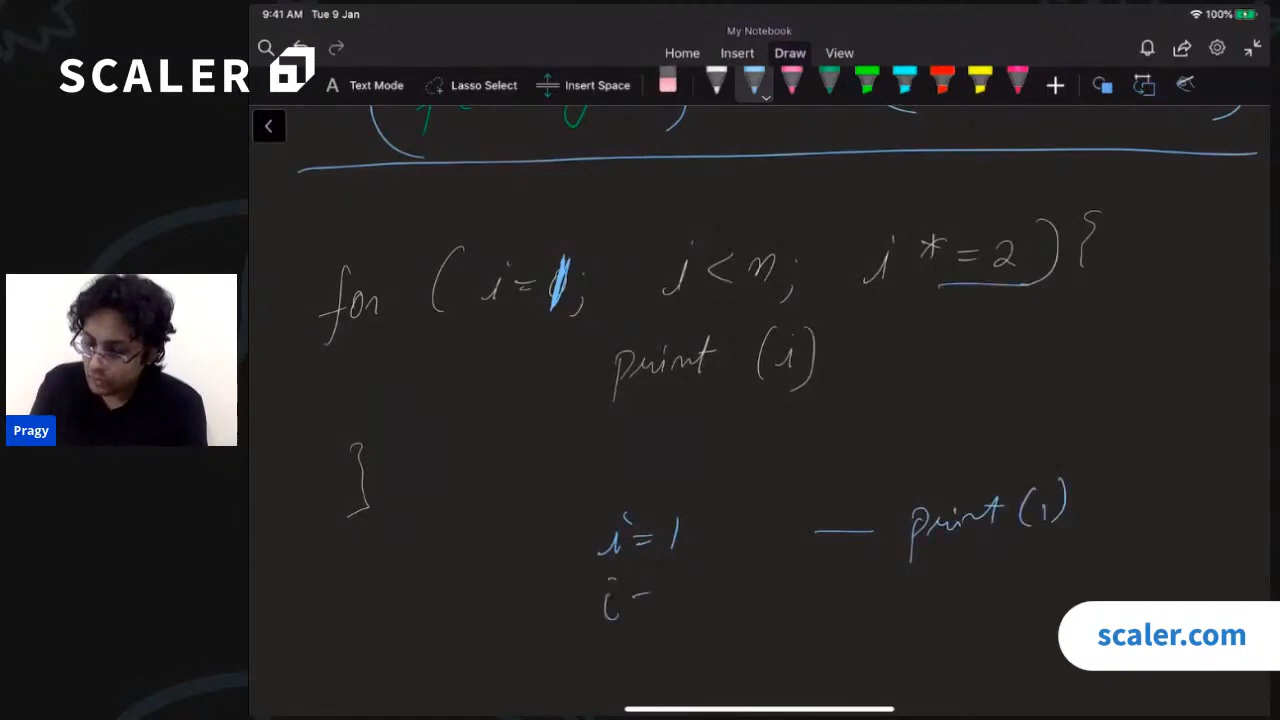 9:41 AM Tue 9 Jan
100%
My Notebook
Home Insert Draw View
SCALER
Text Mode Lasso Select Insert Space
for ( i=1; i<n; i *=2){
print (i)
}
i=1 — print(1)
i -
Pragy
scaler.com